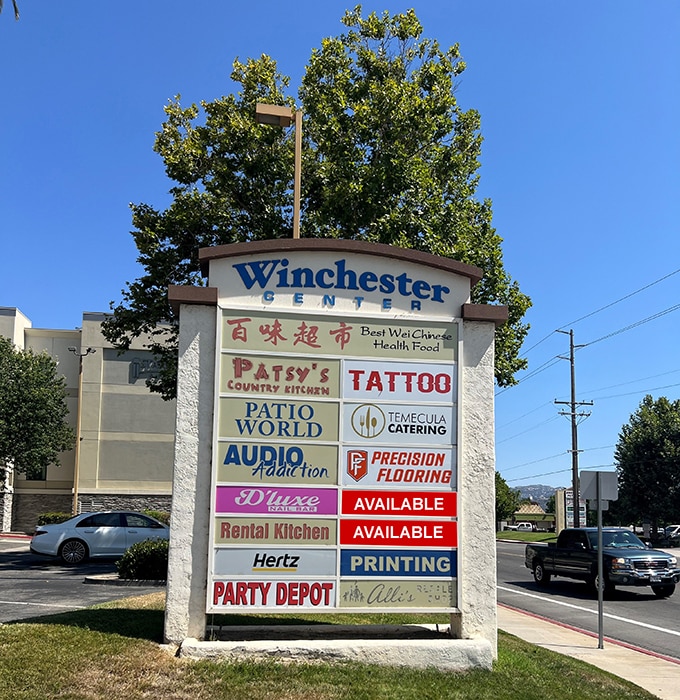 Winchester
CENTER
百味超市
Best Wei Chinese
Health Food
PATSY'S
COUNTRY KITCHEN
TATTOO
PATIO
WORLD
TEMECULA
CATERING
AUDIO
Addiction
PF
PRECISION
FLOORING
D'luxe
NAIL BAR
AVAILABLE
Rental Kitchen
AVAILABLE
Hertz
PRINTING
PARTY DEPOT
Alli's